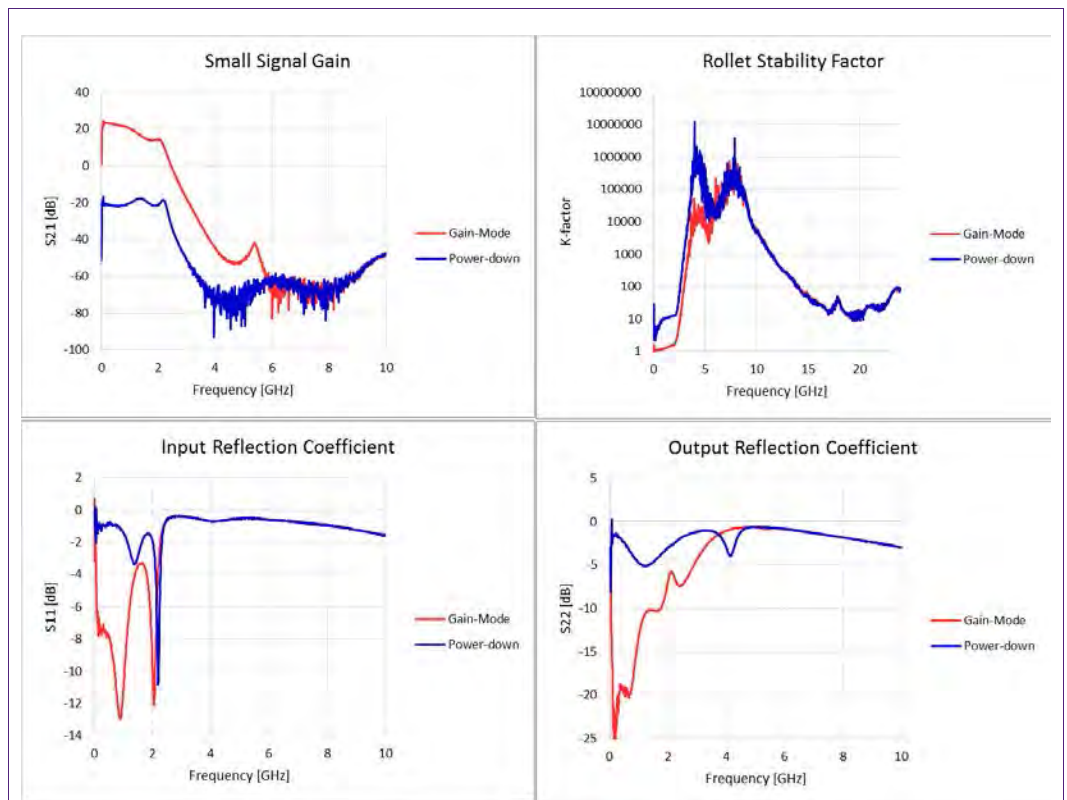 Small Signal Gain
40
20
0
-20
-40
-60
-80
-100
S21 [dB]
0 2 4 6 8 10
Frequency [GHz]
Gain-Mode
Power-down
Rollet Stability Factor
100000000
10000000
1000000
100000
10000
1000
100
10
1
K-factor
0 5 10 15 20
Frequency [GHz]
Gain-Mode
Power-down
Input Reflection Coefficient
2
0
-2
-4
-6
-8
-10
-12
-14
S11 [dB]
0 2 4 6 8 10
Frequency [GHz]
Gain-Mode
Power-down
Output Reflection Coefficient
5
0
-5
-10
-15
-20
-25
S22 [dB]
0 2 4 6 8 10
Frequency [GHz]
Gain-Mode
Power-down